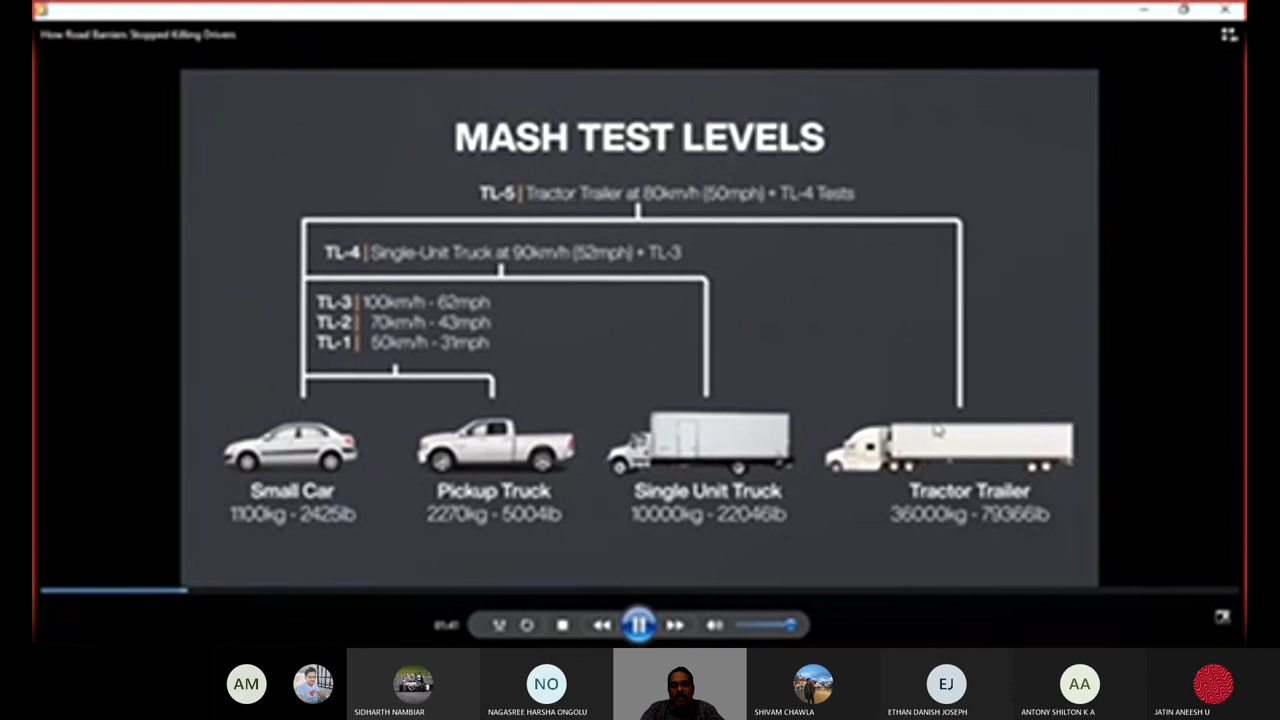 How Road Barriers Stopped Killing Drivers
MASH TEST LEVELS
TL-5 | Tractor Trailer at 80km/h (50mph) + TL-4 Tests
TL-4 | Single-Unit Truck at 90km/h (52mph) + TL-3
TL-3 | 100km/h - 62mph
TL-2 | 70km/h - 43mph
TL-1 | 50km/h - 31mph
Small Car
1100kg - 2425lb
Pickup Truck
2270kg - 5004lb
Single Unit Truck
10000kg - 22046lb
Tractor Trailer
36000kg - 79366lb
01:41
AM
SIDHARTH NAMBIAR
NO
NAGASREE HARSHA ONGOLU
SHIVAM CHAWLA
EJ
ETHAN DANISH JOSEPH
AA
ANTONY SHILTON K A
JATIN ANEESH U